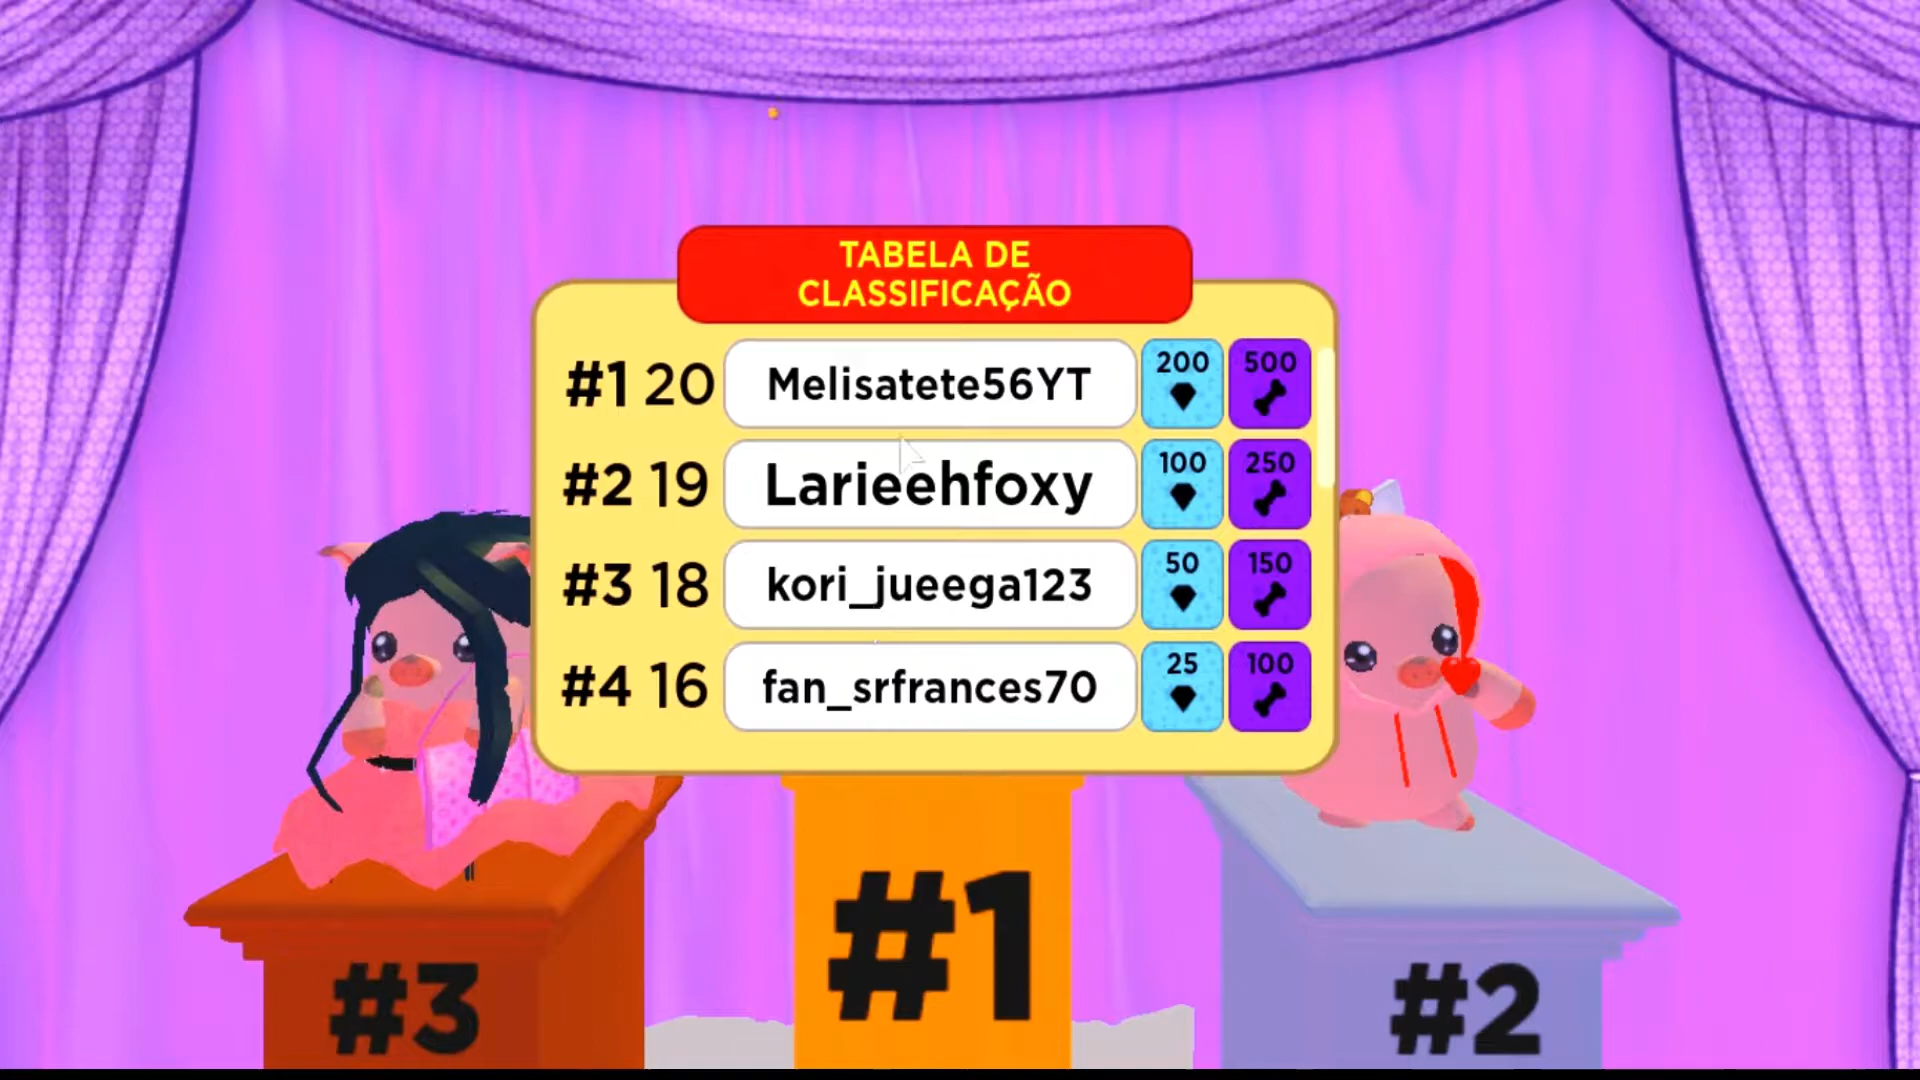 TABELA DE
CLASSIFICAÇÃO
#1 20 Melisatete56YT 200 500
#2 19 Larieehfoxy 100 250
#3 18 kori_jueega123 50 150
#4 16 fan_srfrances70 25 100
#3 #1 #2